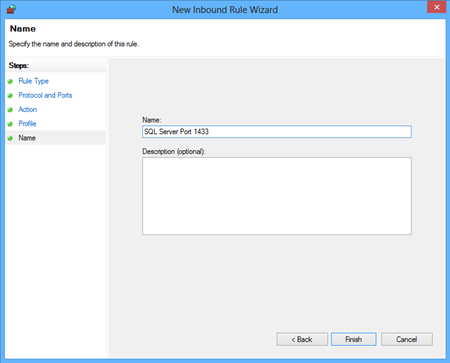 New Inbound Rule Wizard
Name
Specify the name and description of this rule.
Steps:
Rule Type
Protocol and Ports
Action
Profile
Name
Name:
SQL Server Port 1433
Description (optional):
< Back
Finish
Cancel